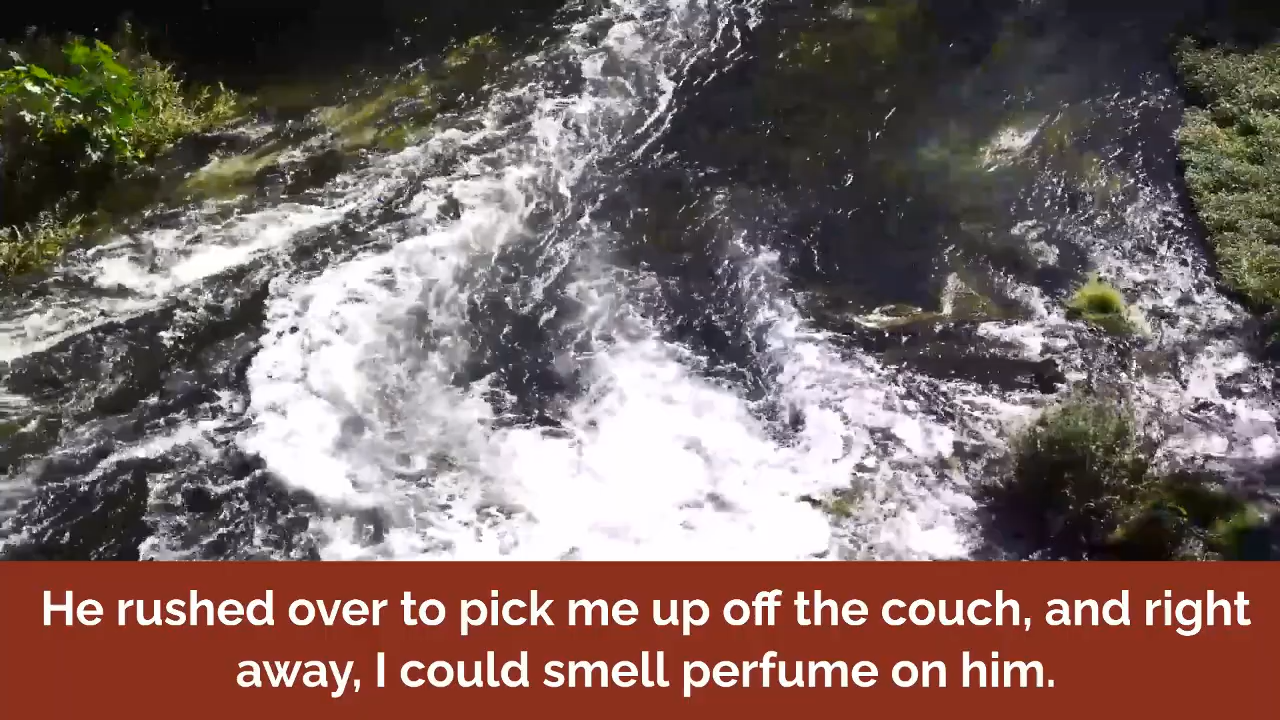 He rushed over to pick me up off the couch, and right
away, I could smell perfume on him.